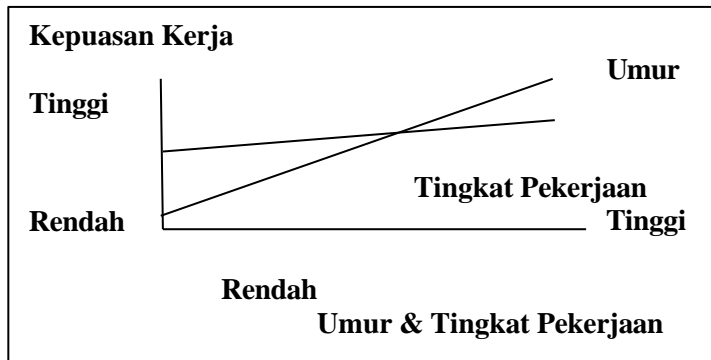 Kepuasan Kerja
Umur
Tinggi
Tingkat Pekerjaan
Rendah
Tinggi
Rendah
Umur & Tingkat Pekerjaan